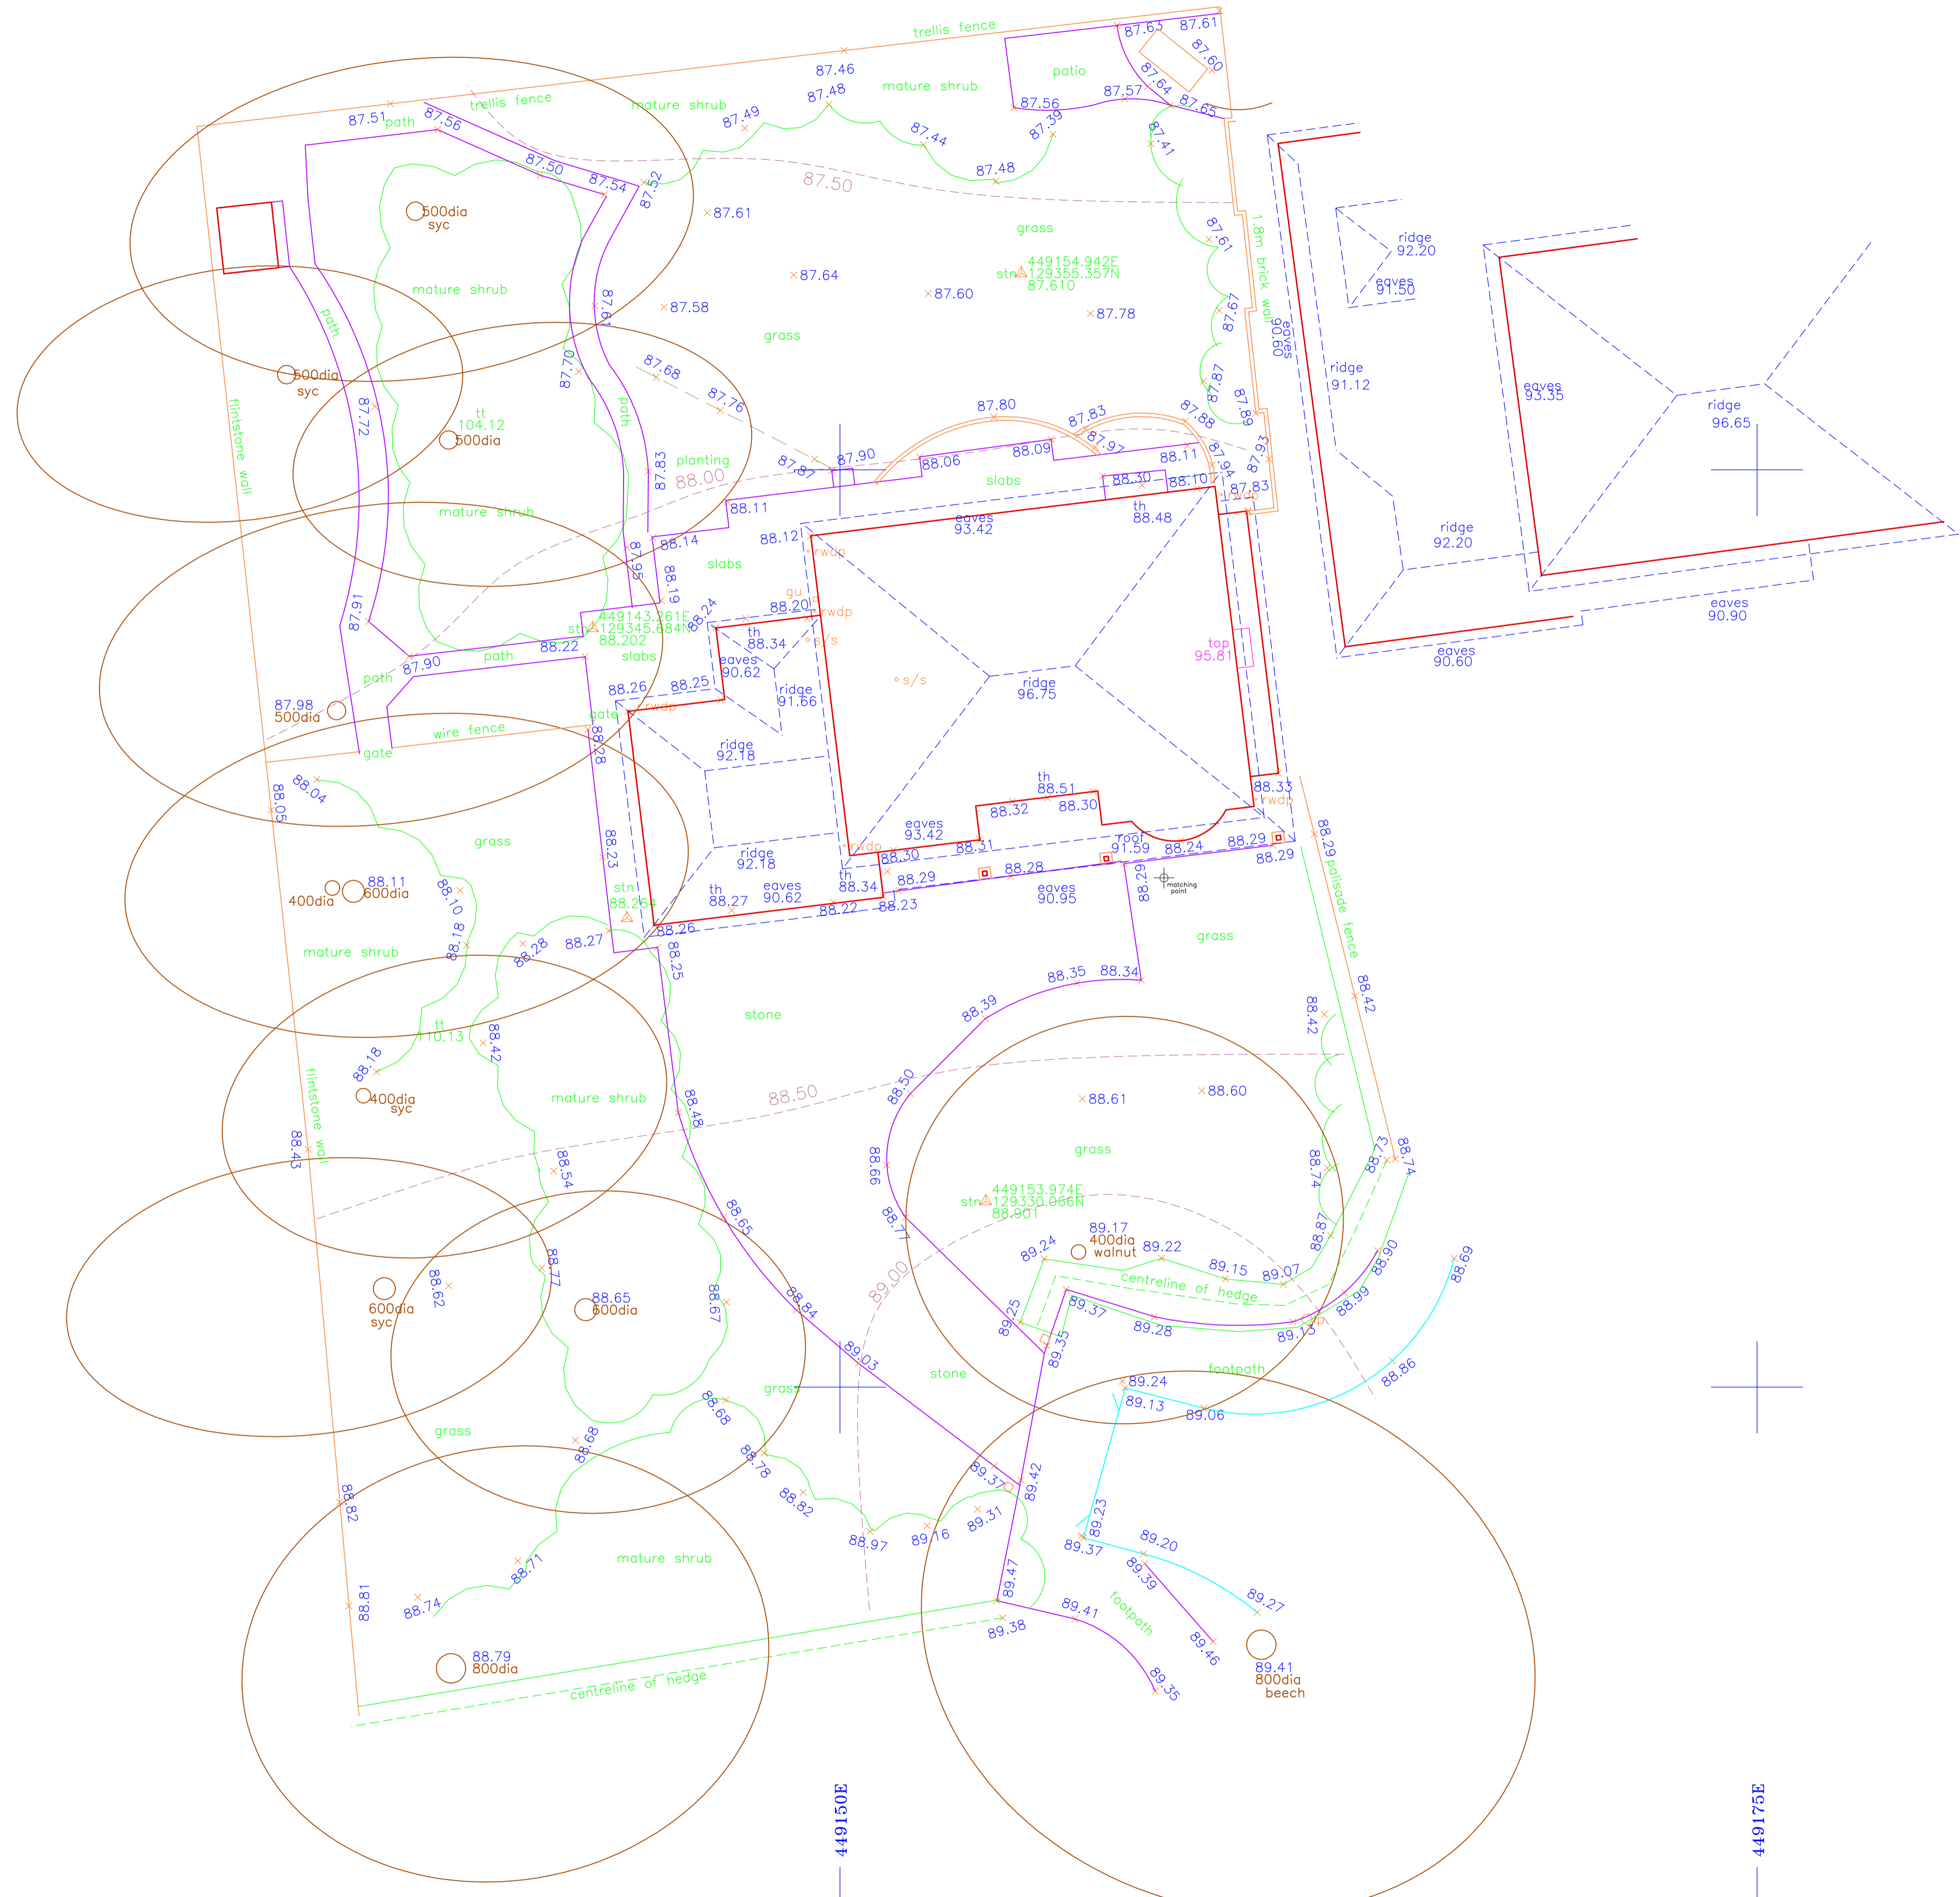 trellis fence
87.63
87.61
87.60
87.64
87.65
patio
87.57
87.56
87.46
mature shrub
87.48
mature shrub
87.49
trellis fence
87.51
path
87.56
87.50
87.54
87.52
87.44
87.39
87.48
87.41
87.50
500dia
syc
87.61
grass
87.61
1.8m brick wall
449154.942E
stn 129355.357N
87.610
87.64
87.60
87.58
87.78
87.67
87.61
mature shrub
path
grass
ridge
92.20
eaves
91.50
eaves
90.60
ridge
91.12
500dia
syc
87.70
87.68
87.76
87.80
87.83
87.88
87.87
87.89
87.93
eaves
93.35
ridge
96.65
flintstone wall
87.72
tt
104.12
500dia
path
87.97
87.94
planting
88.00
87.83
87.87
87.90
88.06
88.09
88.11
slabs
88.30
88.10
87.83
rwdp
88.11
th
88.48
eaves
93.42
mature shrub
88.12
rwdp
88.14
87.95
slabs
ridge
92.20
88.19
gu
88.20
rwdp
88.24
th
88.34
s/s
87.91
449143.261E
stn 129345.684N
88.202
88.22
slabs
path
87.90
path
eaves
90.62
88.25
88.26
ridge
91.66
s/s
ridge
96.75
top
95.81
eaves
90.90
eaves
90.60
87.98
500dia
gate
rwdp
wire fence
gate
88.28
ridge
92.18
88.04
88.05
grass
88.23
th
88.51
88.32
88.30
88.33
rwdp
eaves
93.42
roof
91.59
88.24
88.29
88.29
88.29
palisade fence
rwdp
88.30
88.31
88.28
ridge
92.18
th
88.34
88.29
88.29
matching
point
400dia
88.11
600dia
88.10
stn
88.264
th
88.27
eaves
90.62
88.22
88.23
eaves
90.95
88.26
mature shrub
88.18
88.28
88.27
88.25
grass
88.35
88.34
88.39
88.42
88.42
stone
tt
110.13
88.42
88.18
flintstone wall
400dia
syc
mature shrub
88.48
88.50
88.50
88.61
88.60
88.43
88.54
88.66
grass
88.74
88.73
88.74
449153.974E
stn 129330.066N
88.901
88.65
88.77
89.17
400dia
walnut
89.24
89.22
89.15
89.07
88.87
88.90
88.69
centreline of hedge
88.77
88.62
600dia
syc
88.65
600dia
88.67
88.84
89.00
89.25
89.37
89.28
89.13
88.99
89.35
89.03
stone
footpath
88.86
grass
89.24
89.13
89.06
88.68
grass
88.68
88.78
88.82
88.82
89.37
89.42
89.31
89.16
88.97
89.23
89.37
89.20
89.39
mature shrub
88.71
88.74
88.81
89.47
89.41
89.38
footpath
89.27
89.46
88.79
800dia
centreline of hedge
89.35
89.41
800dia
beech
449150E
449175E